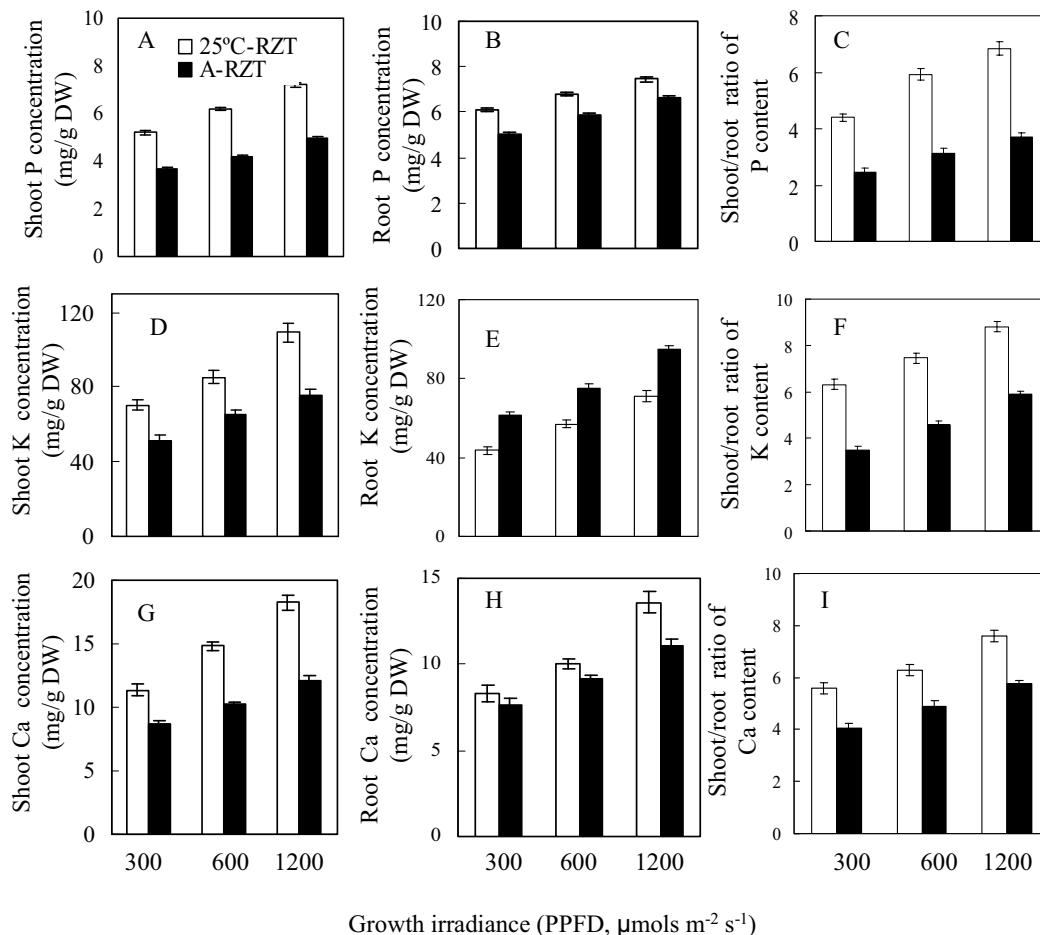 A
25ºC-RZT
A-RZT
Shoot P concentration
(mg/g DW)
10
8
6
4
2
0
B
Root P concentration
(mg/g DW)
10
8
6
4
2
0
C
Shoot/root ratio of
P content
8
6
4
2
0
D
Shoot K concentration
(mg/g DW)
120
80
40
0
E
Root K concentration
(mg/g DW)
120
80
40
0
F
Shoot/root ratio of
K content
10
8
6
4
2
0
G
Shoot Ca concentration
(mg/g DW)
20
15
10
5
0
300 600 1200
H
Root Ca concentration
(mg/g DW)
15
10
5
0
300 600 1200
I
Shoot/root ratio of
Ca content
10
8
6
4
2
0
300 600 1200
Growth irradiance (PPFD, µmols m⁻² s⁻¹)